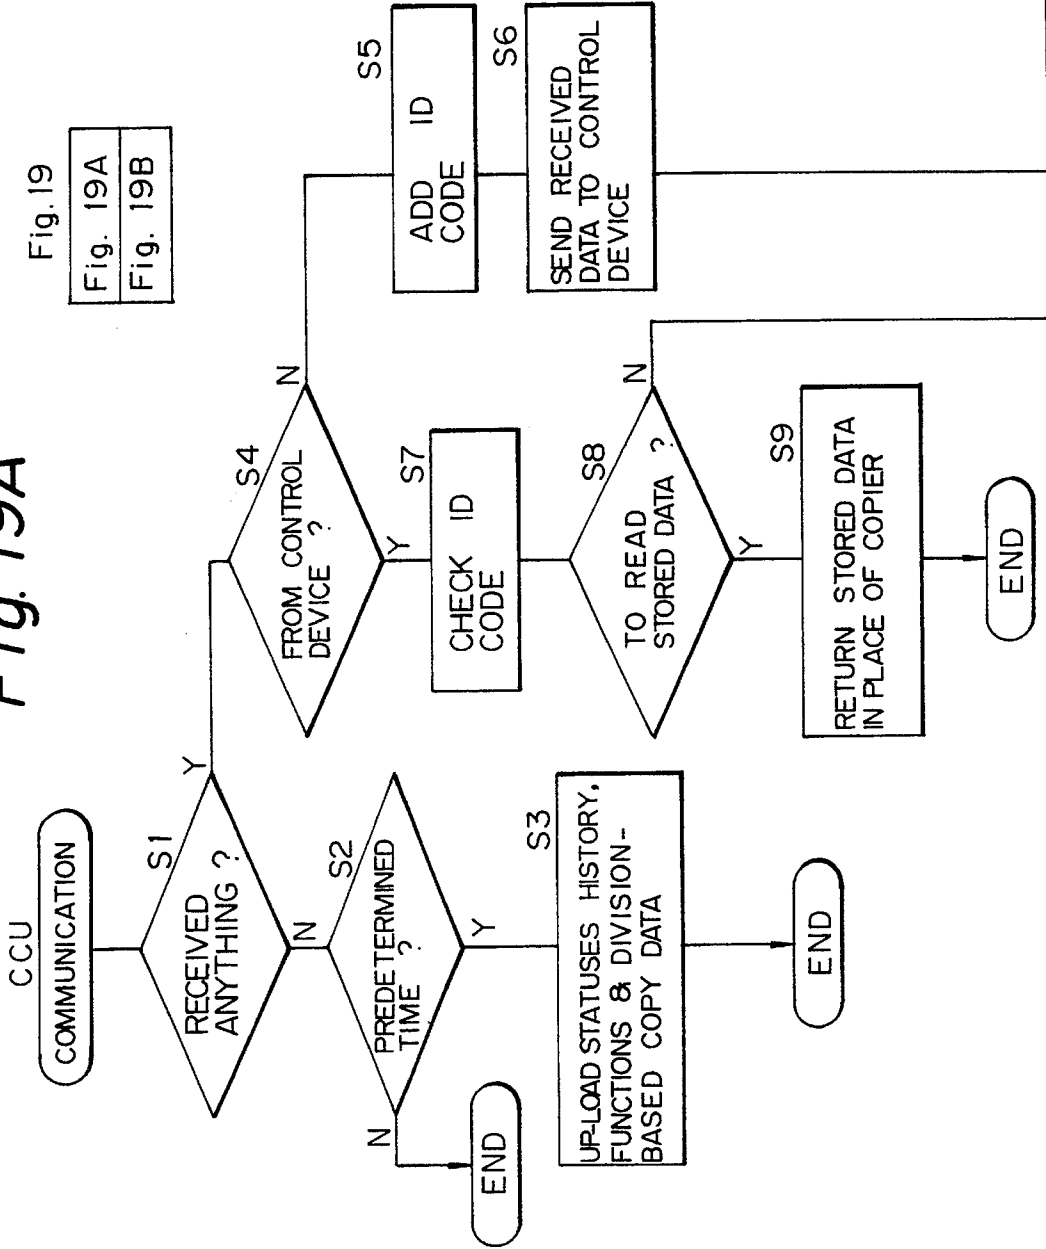 Fig. 19A
Fig.19
Fig. 19A
Fig. 19B
CCU
COMMUNICATION
S1
RECEIVED
ANYTHING ?
Y
N
S2
PREDETERMINED
TIME ?
N
END
Y
S3
UP-LOAD STATUSES HISTORY,
FUNCTIONS & DIVISION-
BASED COPY DATA
END
S4
FROM CONTROL
DEVICE ?
N
Y
S5
ADD ID
CODE
S6
SEND RECEIVED
DATA TO CONTROL
DEVICE
S7
CHECK ID
CODE
S8
TO READ
STORED DATA ?
N
Y
S9
RETURN STORED DATA
IN PLACE OF COPIER
END